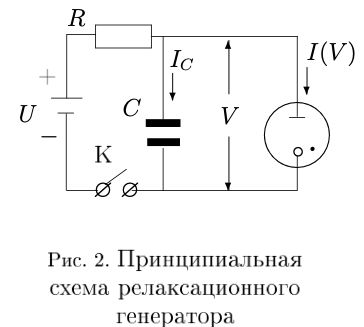 R
I_C
I(V)
+
U
C
V
−
K
Рис. 2. Принципиальная
схема релаксационного
генератора